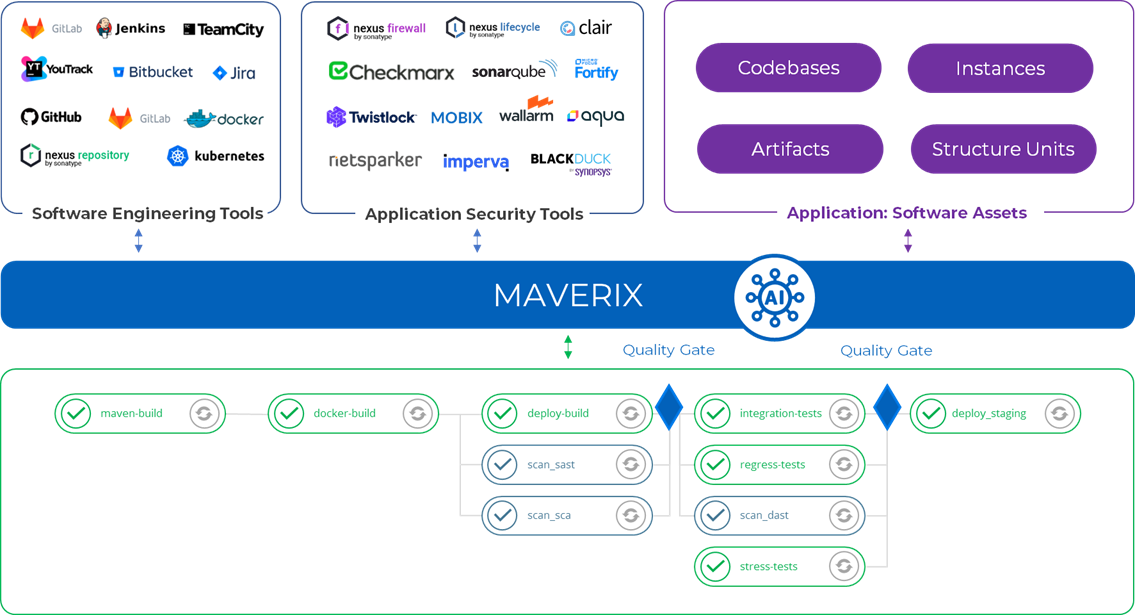 GitLab
Jenkins
TeamCity
YT YouTrack
Bitbucket
Jira
GitHub
GitLab
docker
r nexus repository
by sonatype
kubernetes
Software Engineering Tools
f nexus firewall
by sonatype
l nexus lifecycle
by sonatype
clair
Checkmarx
sonarqube
MICRO FOCUS
Fortify
Twistlock
MOBIX
wallarm
aqua
netsparker
imperva
BLACKDUCK
BY SYNOPSYS
Application Security Tools
Codebases
Instances
Artifacts
Structure Units
Application: Software Assets
MAVERIX
AI
Quality Gate
Quality Gate
maven-build
docker-build
deploy-build
integration-tests
deploy_staging
scan_sast
regress-tests
scan_sca
scan_dast
stress-tests